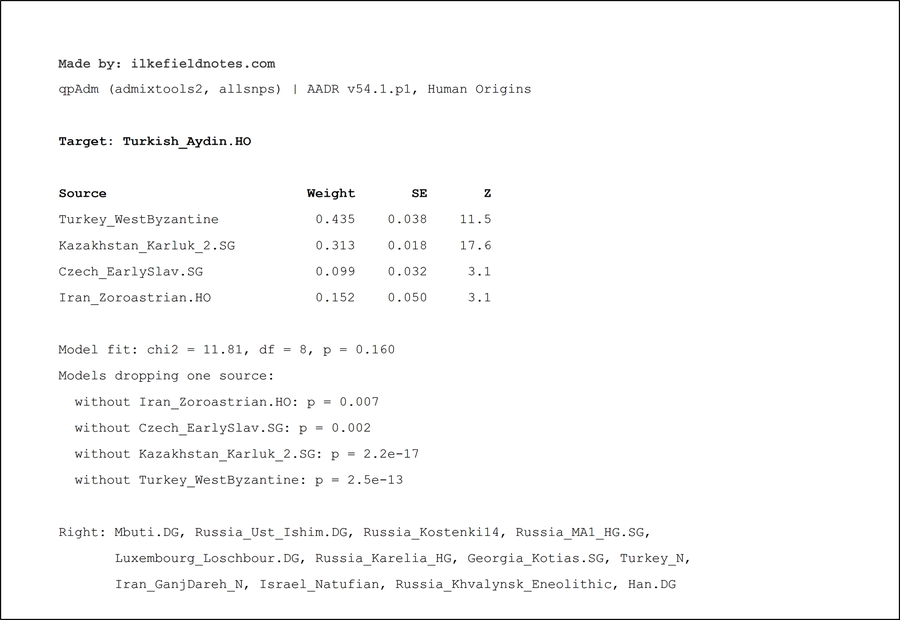 Made by: ilkefieldnotes.com
qpAdm (admixtools2, allsnps) | AADR v54.1.p1, Human Origins
Target: Turkish_Aydin.HO
Source Weight SE Z
Turkey_WestByzantine 0.435 0.038 11.5
Kazakhstan_Karluk_2.SG 0.313 0.018 17.6
Czech_EarlySlav.SG 0.099 0.032 3.1
Iran_Zoroastrian.HO 0.152 0.050 3.1
Model fit: chi2 = 11.81, df = 8, p = 0.160
Models dropping one source:
without Iran_Zoroastrian.HO: p = 0.007
without Czech_EarlySlav.SG: p = 0.002
without Kazakhstan_Karluk_2.SG: p = 2.2e-17
without Turkey_WestByzantine: p = 2.5e-13
Right: Mbuti.DG, Russia_Ust_Ishim.DG, Russia_Kostenki14, Russia_MA1_HG.SG,
Luxembourg_Loschbour.DG, Russia_Karelia_HG, Georgia_Kotias.SG, Turkey_N,
Iran_GanjDareh_N, Israel_Natufian, Russia_Khvalynsk_Eneolithic, Han.DG